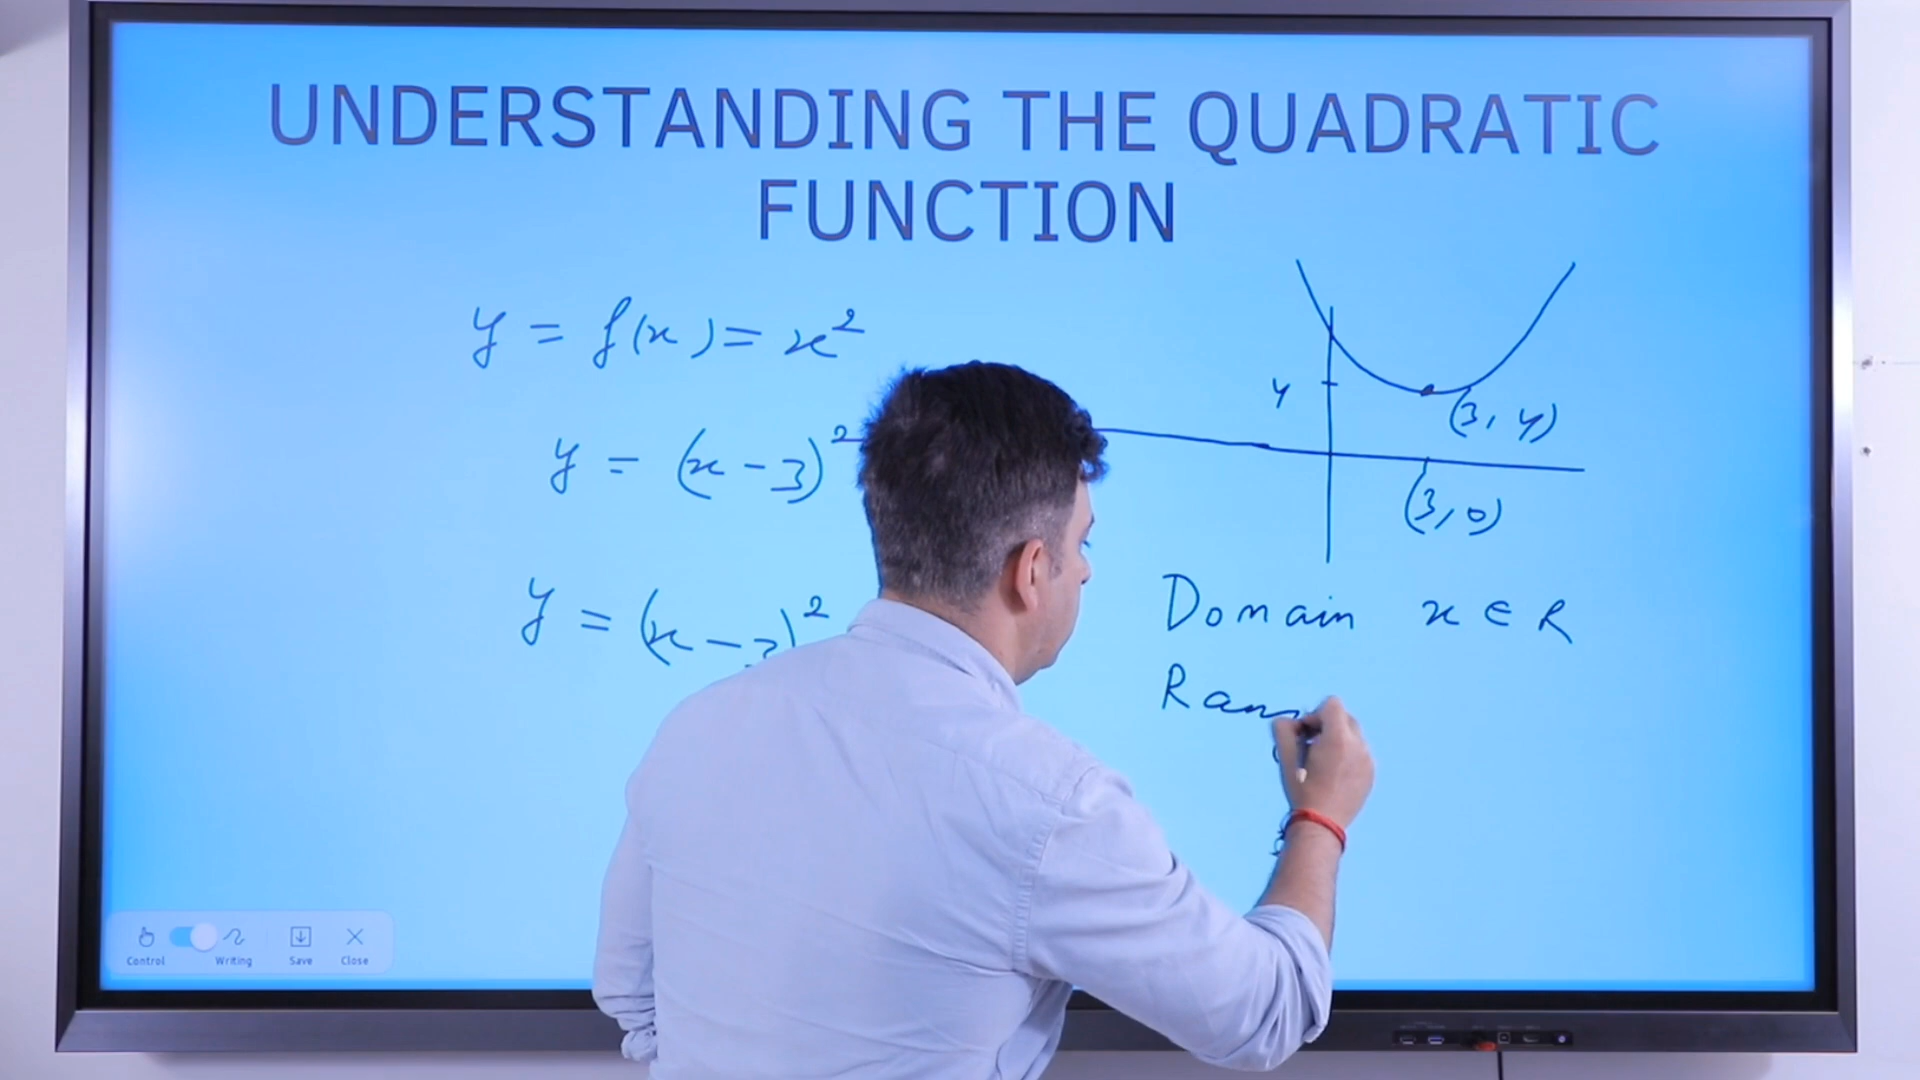 UNDERSTANDING THE QUADRATIC
FUNCTION
y = f(x) = x²
y = (x - 3)²
y = (x - 3)²
4
(3, 4)
(3, 0)
Domain x ∈ R
Rang
Control Writing Save Close